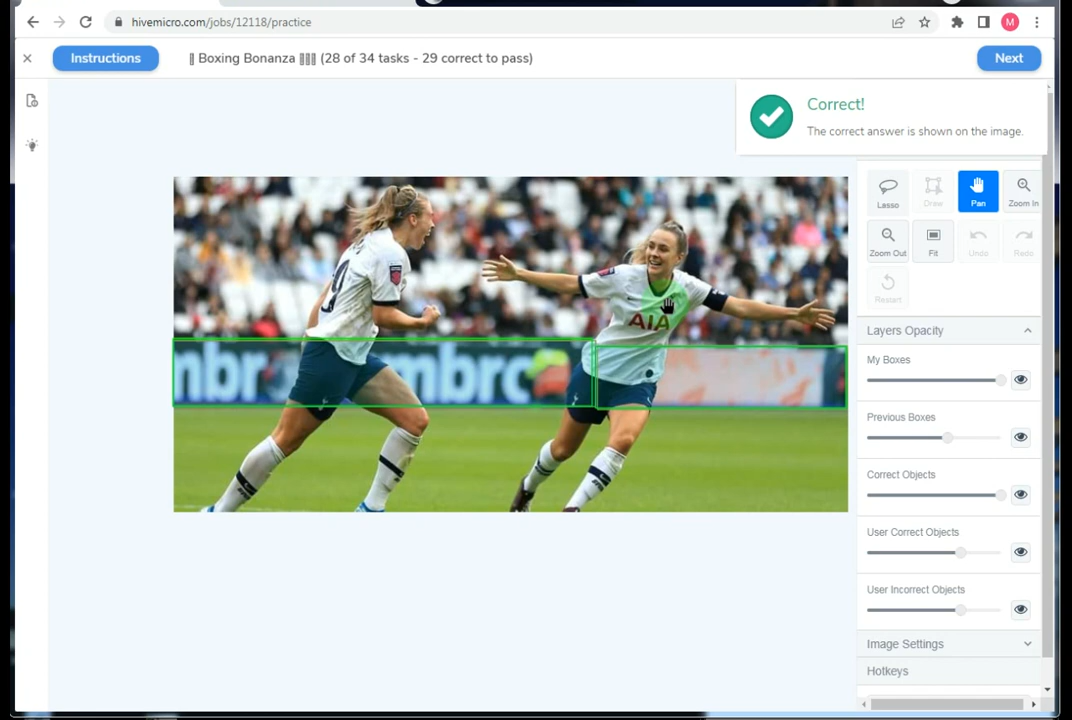 hivemicro.com/jobs/12118/practice
M
Instructions
Boxing Bonanza (28 of 34 tasks - 29 correct to pass)
Next
Correct!
The correct answer is shown on the image.
Lasso
Draw
Pan
Zoom In
Zoom Out
Fit
Undo
Redo
Restart
AIA
nbr
mbrc
Layers Opacity
My Boxes
Previous Boxes
Correct Objects
User Correct Objects
User Incorrect Objects
Image Settings
Hotkeys